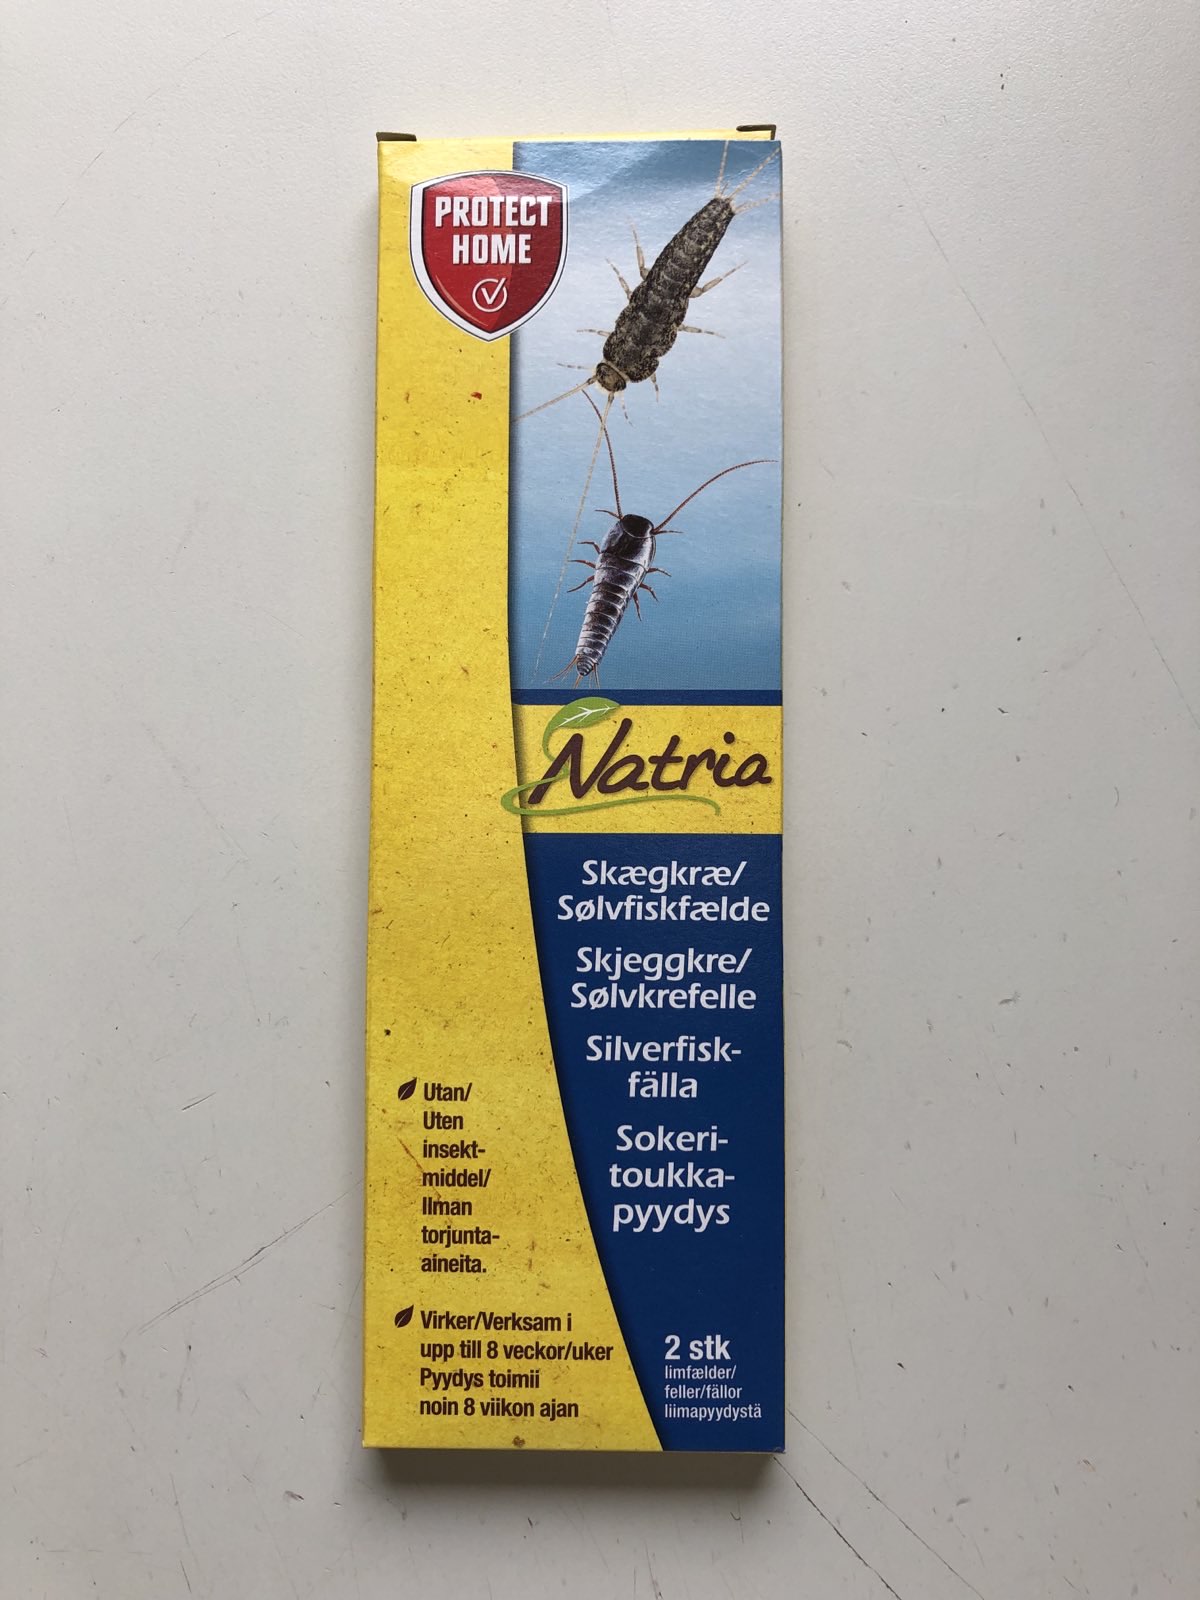 PROTECT
HOME
Natria
Skægkræ/
Sølvfiskfælde
Skjeggkre/
Sølvkrefelle
Silverfisk-
fälla
Sokeri-
toukka-
pyydys
Utan/
Uten
insekt-
middel/
Ilman
torjunta-
aineita.
Virker/Verksam i
upp till 8 veckor/uker
Pyydys toimii
noin 8 viikon ajan
2 stk
limfælder/
feller/fällor
liimapyydystä